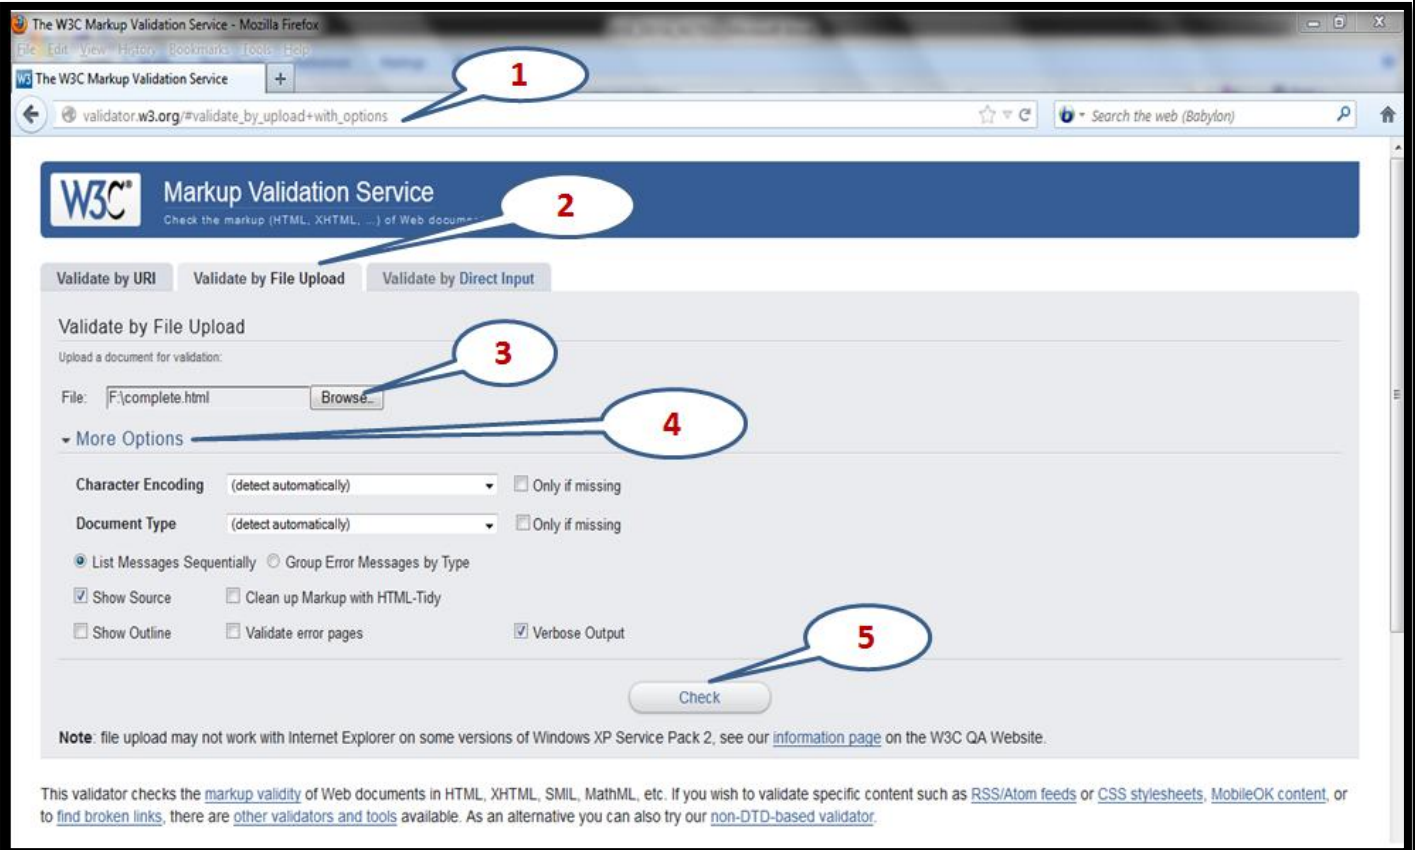 The W3C Markup Validation Service - Mozilla Firefox
File Edit View History Bookmarks Tools Help
The W3C Markup Validation Service +
1
validator.w3.org/#validate_by_upload+with_options
Search the web (Babylon)
W3C®
Markup Validation Service
Check the markup (HTML, XHTML, ...) of Web
2
Validate by URI Validate by File Upload Validate by Direct Input
Validate by File Upload
Upload a document for validation:
3
File: F:\complete.html Browse..
4
More Options
Character Encoding (detect automatically) Only if missing
Document Type (detect automatically) Only if missing
List Messages Sequentially Group Error Messages by Type
Show Source Clean up Markup with HTML-Tidy
Show Outline Validate error pages Verbose Output
5
Check
Note: file upload may not work with Internet Explorer on some versions of Windows XP Service Pack 2, see our information page on the W3C QA Website.
This validator checks the markup validity of Web documents in HTML, XHTML, SMIL, MathML, etc. If you wish to validate specific content such as RSS/Atom feeds or CSS stylesheets, MobileOK content, or
to find broken links, there are other validators and tools available. As an alternative you can also try our non-DTD-based validator.